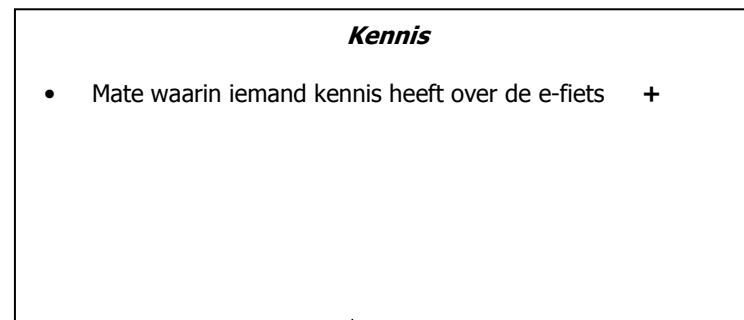 Kennis
• Mate waarin iemand kennis heeft over de e-fiets +